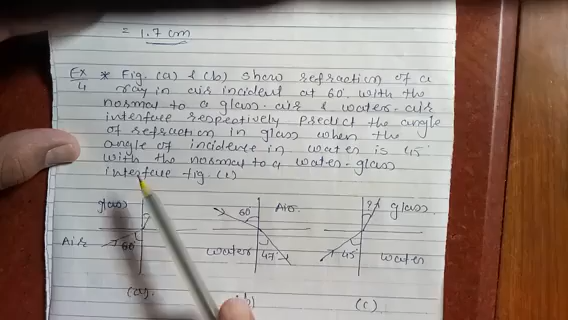 = 1.7 cm
Ex 4 * Fig. (a) & (b) show refraction of a
ray in air incident at 60° with the
normal to a glass-air & water-air
interface respectively predict the angle
of refraction in glass when the
angle of incidence in water is 45°
with the normal to a water-glass
interface fig. (c)
glass
Air
60°
(a).
60°
Air
water
47°
(b)
?
glass.
45°
water
(c)